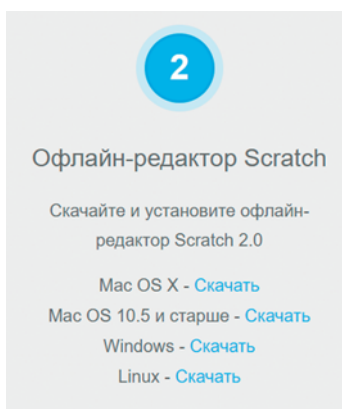 2
Офлайн-редактор Scratch
Скачайте и установите офлайн-
редактор Scratch 2.0
Mac OS X - Скачать
Mac OS 10.5 и старше - Скачать
Windows - Скачать
Linux - Скачать